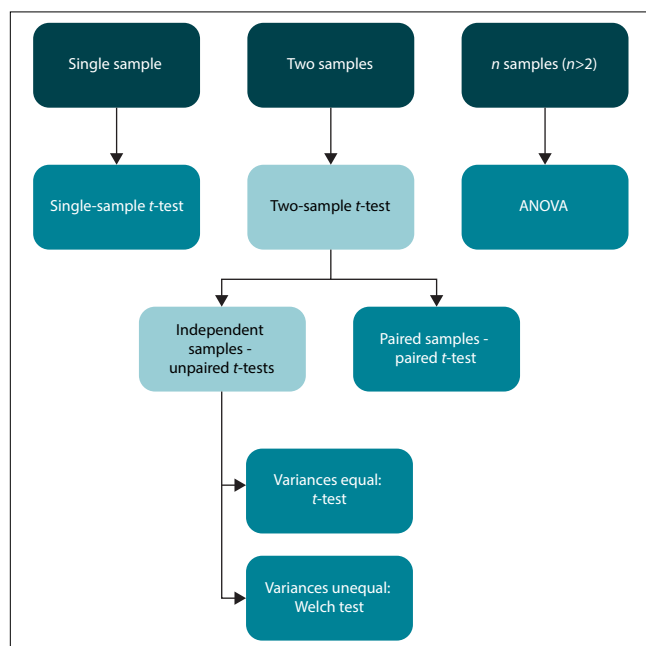 Single sample
Two samples
n samples (n>2)
Single-sample t-test
Two-sample t-test
ANOVA
Independent
samples -
unpaired t-tests
Paired samples -
paired t-test
Variances equal:
t-test
Variances unequal:
Welch test